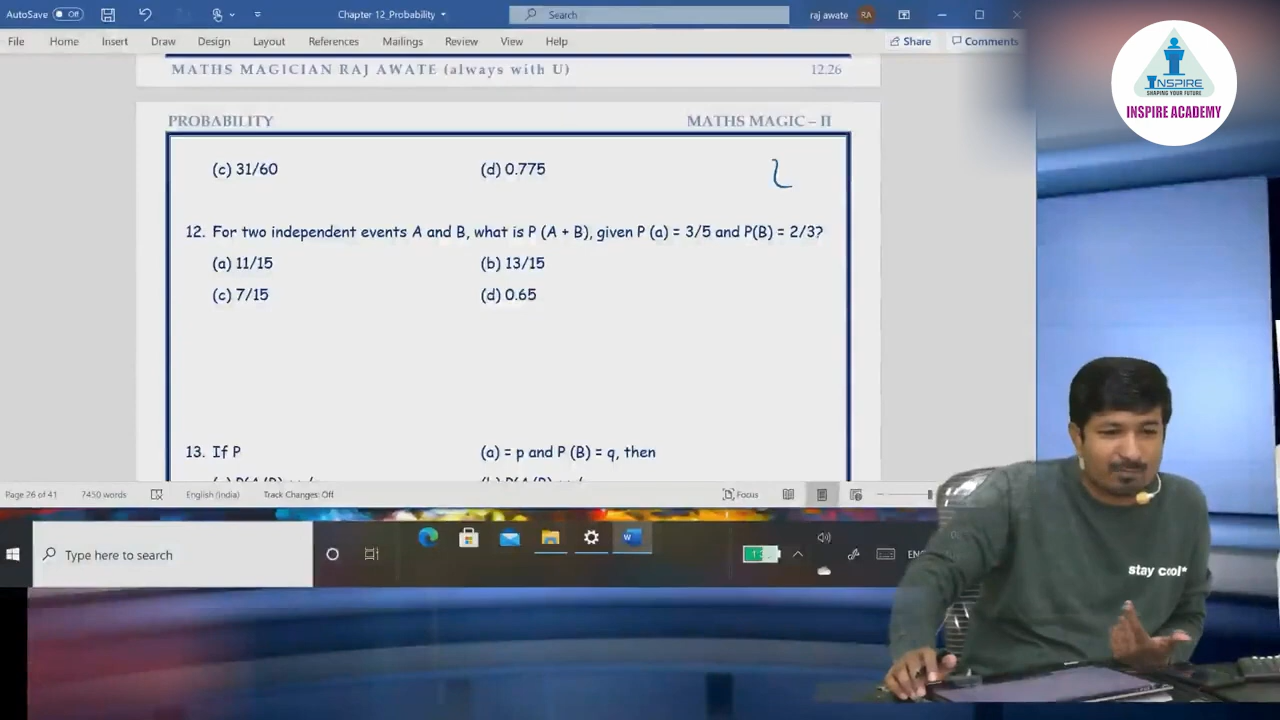 AutoSave Off
Chapter 12_Probability
Search
raj awate RA
File Home Insert Draw Design Layout References Mailings Review View Help Share Comments
MATHS MAGICIAN RAJ AWATE (always with U) 12.26
PROBABILITY MATHS MAGIC – II
(c) 31/60 (d) 0.775
12. For two independent events A and B, what is P (A + B), given P (a) = 3/5 and P(B) = 2/3?
(a) 11/15 (b) 13/15
(c) 7/15 (d) 0.65
13. If P (a) = p and P (B) = q, then
Page 26 of 41 7450 words English (India) Track Changes: Off Focus
Type here to search
INSPIRE
SHAPING YOUR FUTURE
INSPIRE ACADEMY
stay cool*